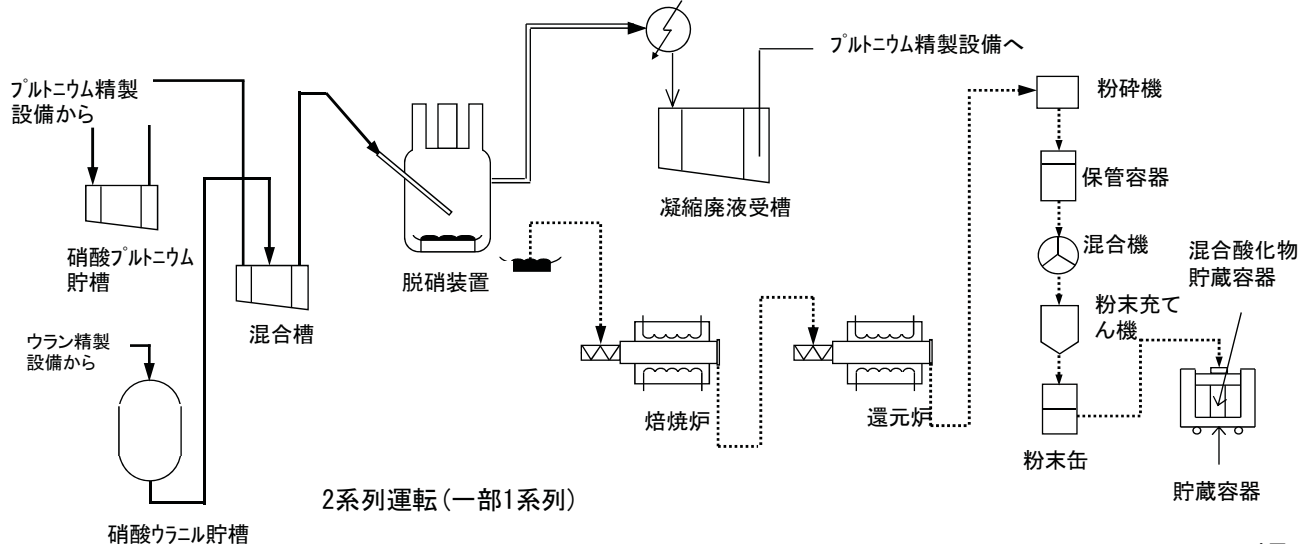 プルトニウム精製
設備から
硝酸プルトニウム
貯槽
ウラン精製
設備から
硝酸ウラニル貯槽
混合槽
脱硝装置
プルトニウム精製設備へ
凝縮廃液受槽
焙焼炉
還元炉
粉砕機
保管容器
混合機
粉末充て
ん機
粉末缶
混合酸化物
貯蔵容器
貯蔵容器
2系列運転(一部1系列)